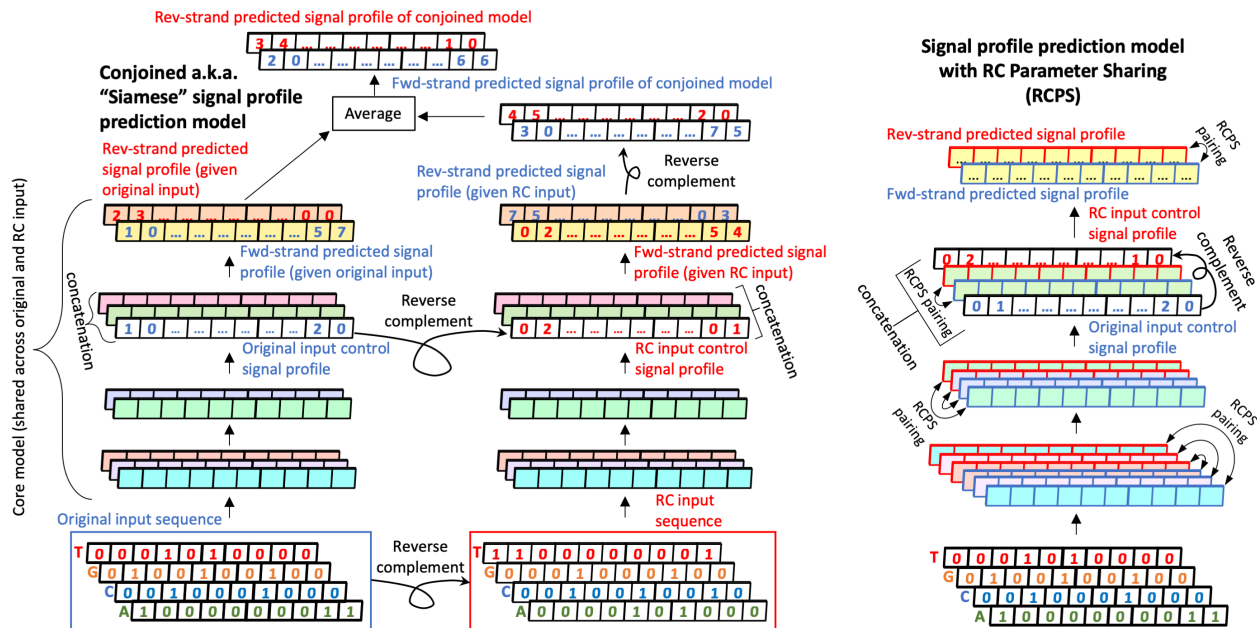 Rev-strand predicted signal profile of conjoined model
3 4 ... ... ... ... ... ... 1 0
2 0 ... ... ... ... ... ... 6 6
Conjoined a.k.a.
“Siamese” signal profile
prediction model
Fwd-strand predicted signal profile of conjoined model
Average
4 5 ... ... ... ... ... ... 2 0
3 0 ... ... ... ... ... ... 7 5
Rev-strand predicted
signal profile (given
original input)
Rev-strand predicted signal
profile (given RC input)
Reverse
complement
2 3 ... ... ... ... ... ... 0 0
1 0 ... ... ... ... ... ... 5 7
7 5 ... ... ... ... ... ... 0 3
0 2 ... ... ... ... ... ... 5 4
Fwd-strand predicted signal
profile (given original input)
Fwd-strand predicted signal
profile (given RC input)
Core model (shared across original and RC input)
concatenation
1 0 ... ... ... ... ... ... 2 0
Reverse
complement
0 2 ... ... ... ... ... ... 0 1
concatenation
Original input control
signal profile
RC input control
signal profile
Original input sequence
RC input
sequence
T 0 0 0 1 0 1 0 0 0 0
G 0 1 0 0 1 0 0 1 0 0
C 0 0 1 0 0 0 1 0 0 0
A 1 0 0 0 0 0 0 0 1 1
Reverse
complement
T 1 1 0 0 0 0 0 0 0 1
G 0 0 0 1 0 0 0 1 0 0
C 0 0 1 0 0 1 0 0 1 0
A 0 0 0 0 1 0 1 0 0 0
Signal profile prediction model
with RC Parameter Sharing
(RCPS)
Rev-strand predicted signal profile
RCPS
pairing
... ... ... ... ... ... ... ... ... ...
... ... ... ... ... ... ... ... ... ...
Fwd-strand predicted signal profile
RC input control
signal profile
0 2 ... ... ... ... ... ... 1 0
Reverse
complement
RCPS pairing
concatenation
0 1 ... ... ... ... ... ... 2 0
Original input control
signal profile
RCPS
pairing
RCPS
pairing
T 0 0 0 1 0 1 0 0 0 0
G 0 1 0 0 1 0 0 1 0 0
C 0 0 1 0 0 0 1 0 0 0
A 1 0 0 0 0 0 0 0 1 1